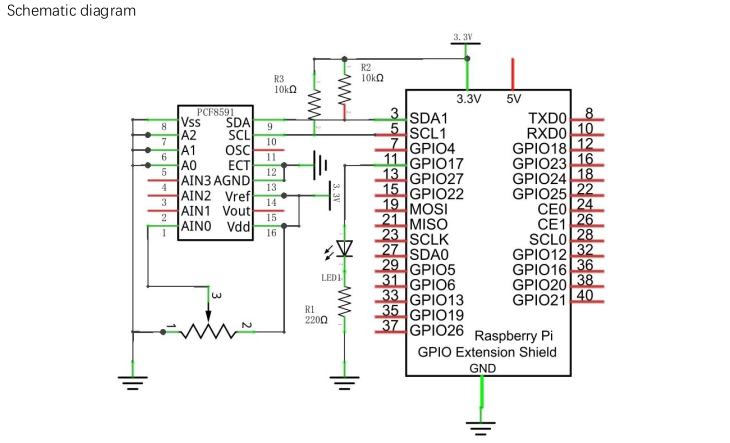 Schematic diagram
3.3V
R2
10kΩ
R3
10kΩ
3.3V
5V
PCF8591
8 Vss SDA 9
7 A2 SCL 10
6 A1 OSC 11
5 A0 ECT 12
4 AIN3 AGND 13
3 AIN2 Vref 14
2 AIN1 Vout 15
1 AIN0 Vdd 16
3.3V
3 SDA1 TXD0 8
5 SCL1 RXD0 10
7 GPIO4 GPIO18 12
11 GPIO17 GPIO23 16
13 GPIO27 GPIO24 18
15 GPIO22 GPIO25 22
19 MOSI CE0 24
21 MISO CE1 26
23 SCLK SCL0 28
27 SDA0 GPIO12 32
29 GPIO5 GPIO16 36
31 GPIO6 GPIO20 38
33 GPIO13 GPIO21 40
35 GPIO19
37 GPIO26
Raspberry Pi
GPIO Extension Shield
GND
LED1
R1
220Ω
3
1 2